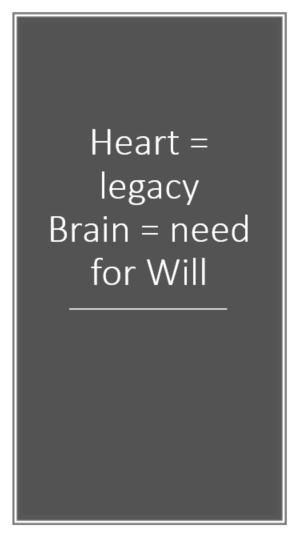 Heart =
legacy
Brain = need
for Will